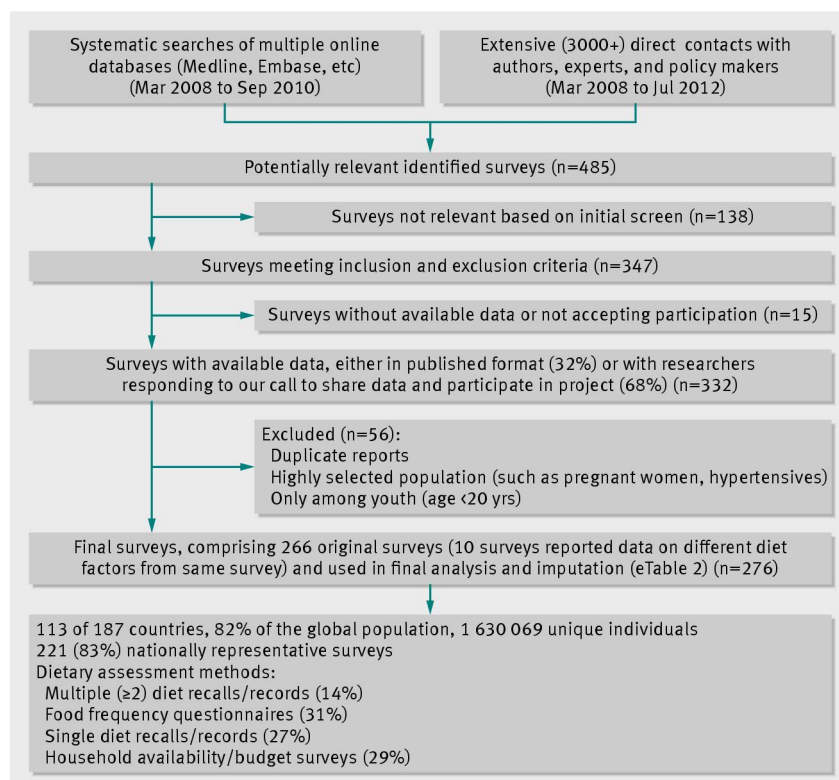 Systematic searches of multiple online
databases (Medline, Embase, etc)
(Mar 2008 to Sep 2010)
Extensive (3000+) direct contacts with
authors, experts, and policy makers
(Mar 2008 to Jul 2012)
Potentially relevant identified surveys (n=485)
Surveys not relevant based on initial screen (n=138)
Surveys meeting inclusion and exclusion criteria (n=347)
Surveys without available data or not accepting participation (n=15)
Surveys with available data, either in published format (32%) or with researchers
responding to our call to share data and participate in project (68%) (n=332)
Excluded (n=56):
Duplicate reports
Highly selected population (such as pregnant women, hypertensives)
Only among youth (age <20 yrs)
Final surveys, comprising 266 original surveys (10 surveys reported data on different diet
factors from same survey) and used in final analysis and imputation (eTable 2) (n=276)
113 of 187 countries, 82% of the global population, 1 630 069 unique individuals
221 (83%) nationally representative surveys
Dietary assessment methods:
Multiple (≥2) diet recalls/records (14%)
Food frequency questionnaires (31%)
Single diet recalls/records (27%)
Household availability/budget surveys (29%)